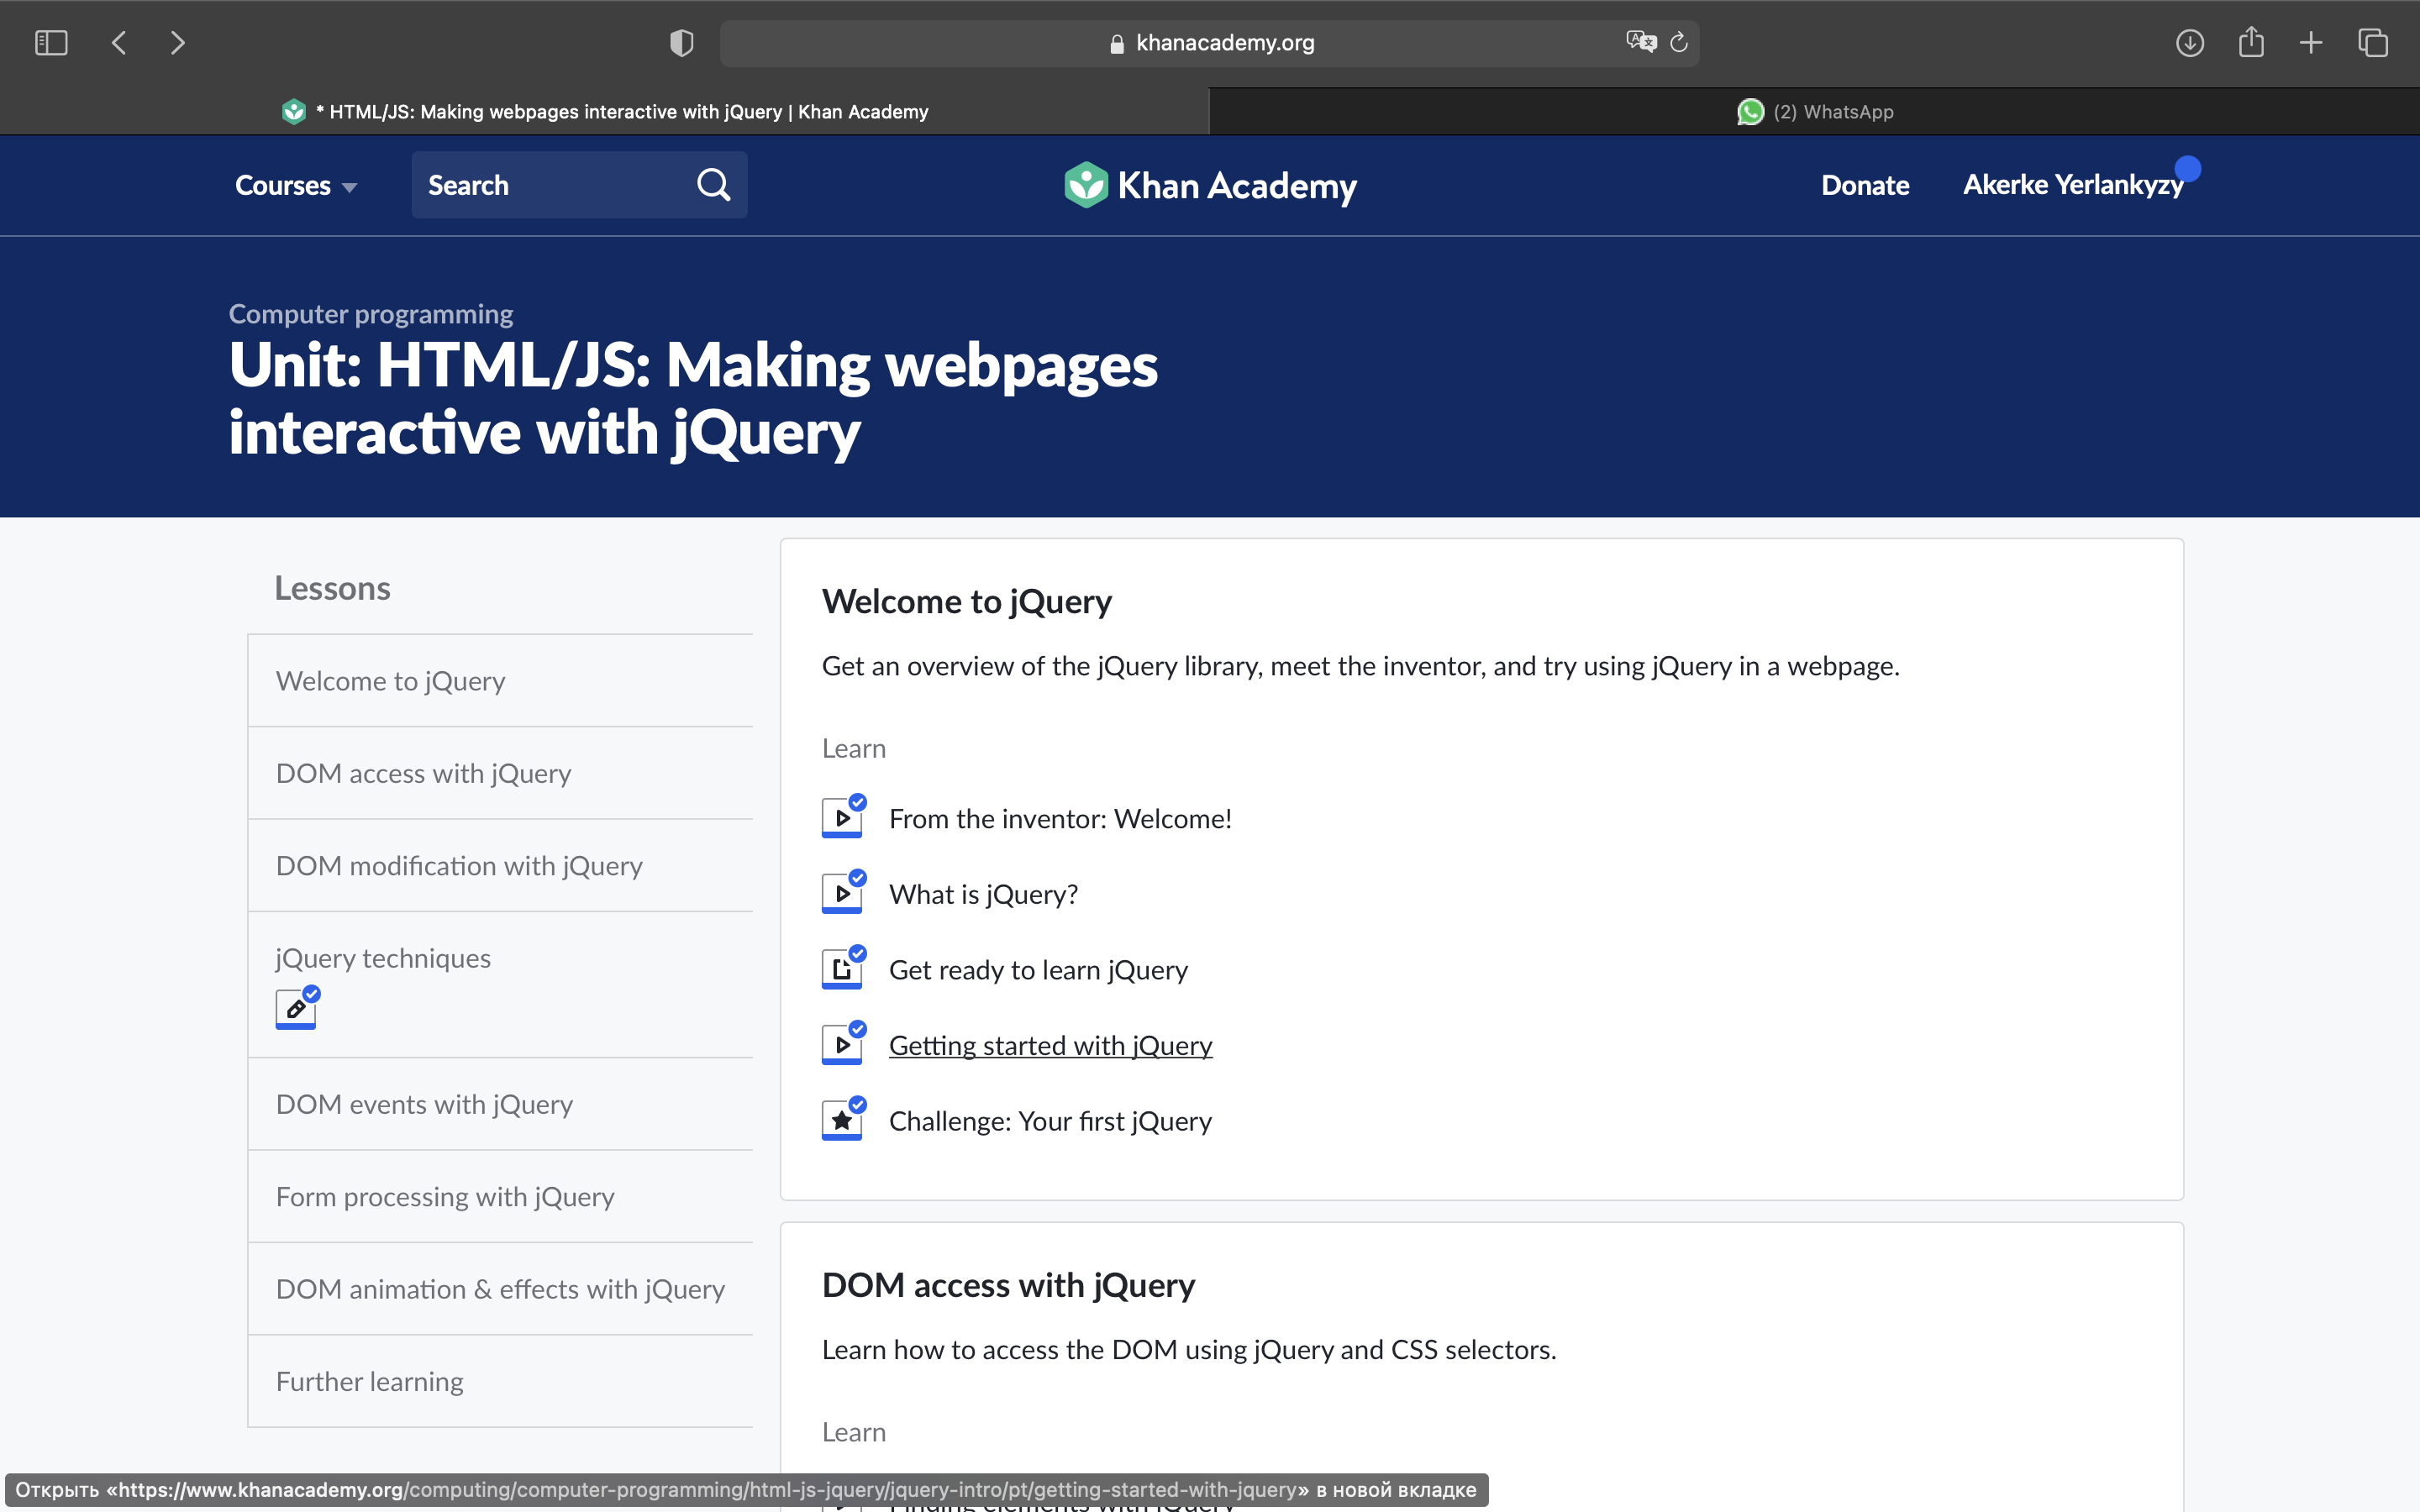 khanacademy.org
* HTML/JS: Making webpages interactive with jQuery | Khan Academy
(2) WhatsApp
Courses
Search
Khan Academy
Donate
Akerke Yerlankyzy
Computer programming
Unit: HTML/JS: Making webpages
interactive with jQuery
Lessons
Welcome to jQuery
DOM access with jQuery
DOM modification with jQuery
jQuery techniques
DOM events with jQuery
Form processing with jQuery
DOM animation & effects with jQuery
Further learning
Welcome to jQuery
Get an overview of the jQuery library, meet the inventor, and try using jQuery in a webpage.
Learn
From the inventor: Welcome!
What is jQuery?
Get ready to learn jQuery
Getting started with jQuery
Challenge: Your first jQuery
DOM access with jQuery
Learn how to access the DOM using jQuery and CSS selectors.
Learn
Открыть «https://www.khanacademy.org/computing/computer-programming/html-js-jquery/jquery-intro/pt/getting-started-with-jquery» в новой вкладке